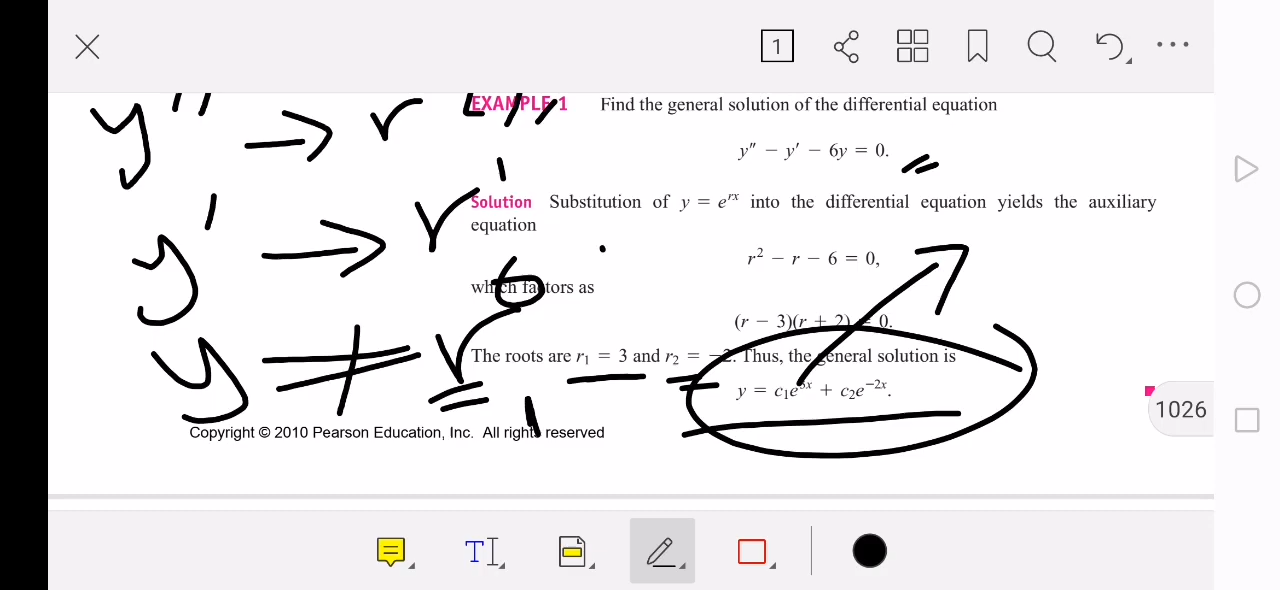 1
EXAMPLE 1 Find the general solution of the differential equation
y″ − y′ − 6y = 0.
Solution Substitution of y = e^{rx} into the differential equation yields the auxiliary
equation
r² − r − 6 = 0,
which factors as
(r − 3)(r + 2) = 0.
The roots are r₁ = 3 and r₂ = −2. Thus, the general solution is
y = c₁e^{3x} + c₂e^{−2x}.
Copyright © 2010 Pearson Education, Inc. All rights reserved
y″ → r
y′ → r′
y ≠ r⁰
1026
T